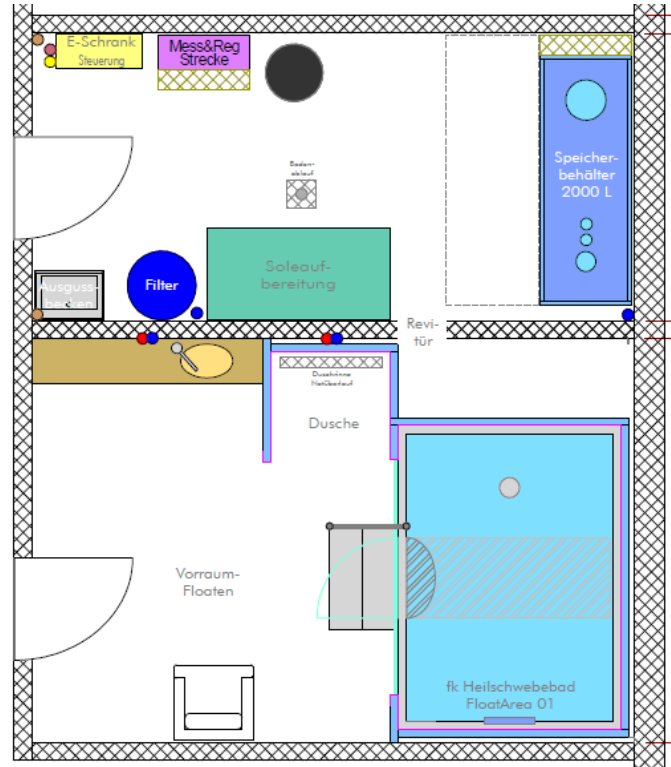 E-Schrank
Steuerung
Mess&Reg
Strecke
Speicher-
behälter
2000 L
Boden-
ablauf
Ausguss-
becken
Filter
Soleauf-
bereitung
Revi-
tür
Duschrinne
Notüberlauf
Dusche
Vorraum-
Floaten
fk Heilschwebebad
FloatArea 01